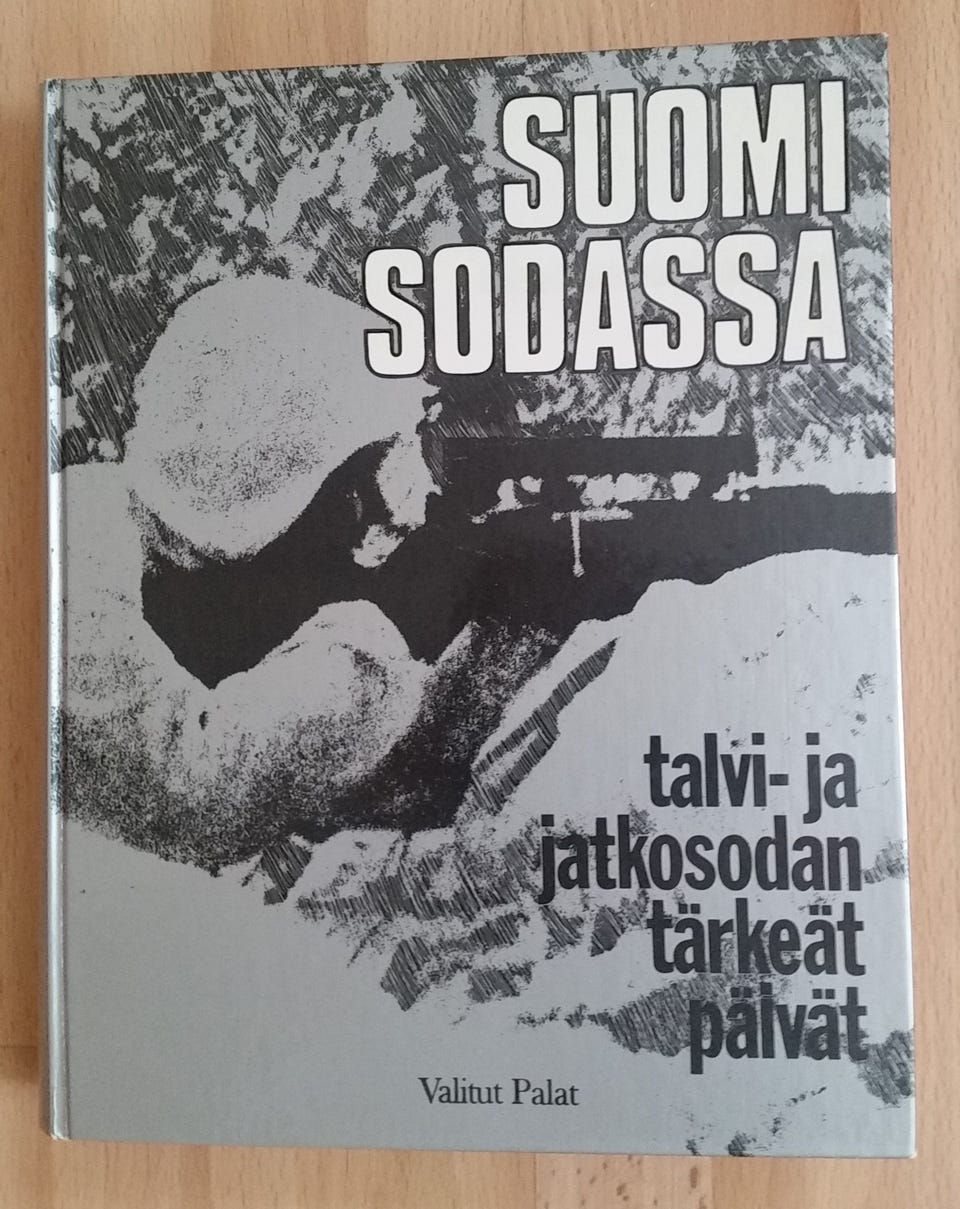 SUOMI
SODASSA
talvi- ja
jatkosodan
tärkeät
päivät
Valitut Palat